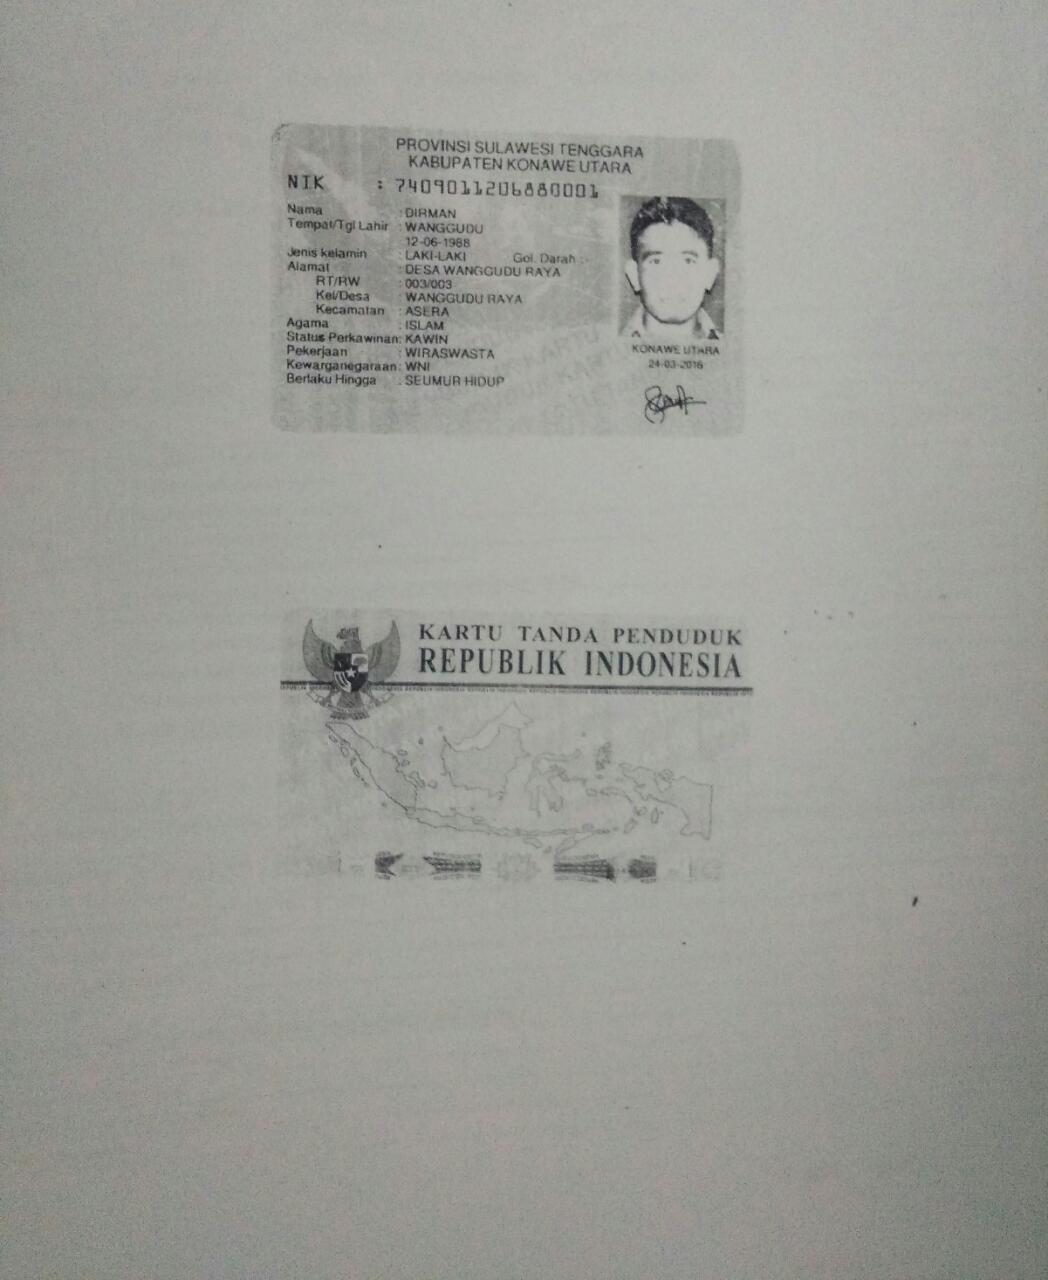 PROVINSI SULAWESI TENGGARA
KABUPATEN KONAWE UTARA
NIK : 7409011206880001
Nama : DIRMAN
Tempat/Tgl Lahir : WANGGUDU
12-06-1988
Jenis kelamin : LAKI-LAKI Gol. Darah : -
Alamat : DESA WANGGUDU RAYA
RT/RW : 003/003
Kel/Desa : WANGGUDU RAYA
Kecamatan : ASERA
Agama : ISLAM
Status Perkawinan: KAWIN
Pekerjaan : WIRASWASTA
Kewarganegaraan: WNI
Berlaku Hingga : SEUMUR HIDUP
KONAWE UTARA
24-03-2016
KARTU TANDA PENDUDUK
REPUBLIK INDONESIA